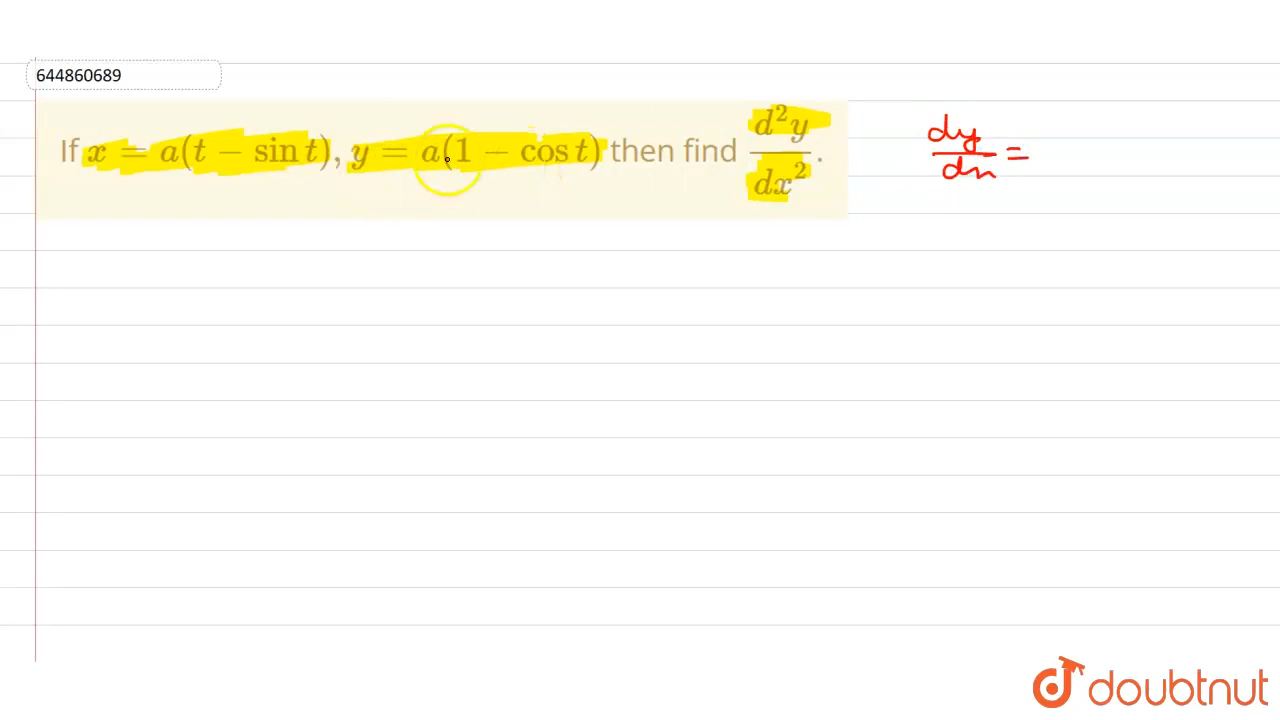 644860689
If x = a(t − sin t), y = a(1 − cos t) then find d²y/dx².
dy/dx =
doubtnut